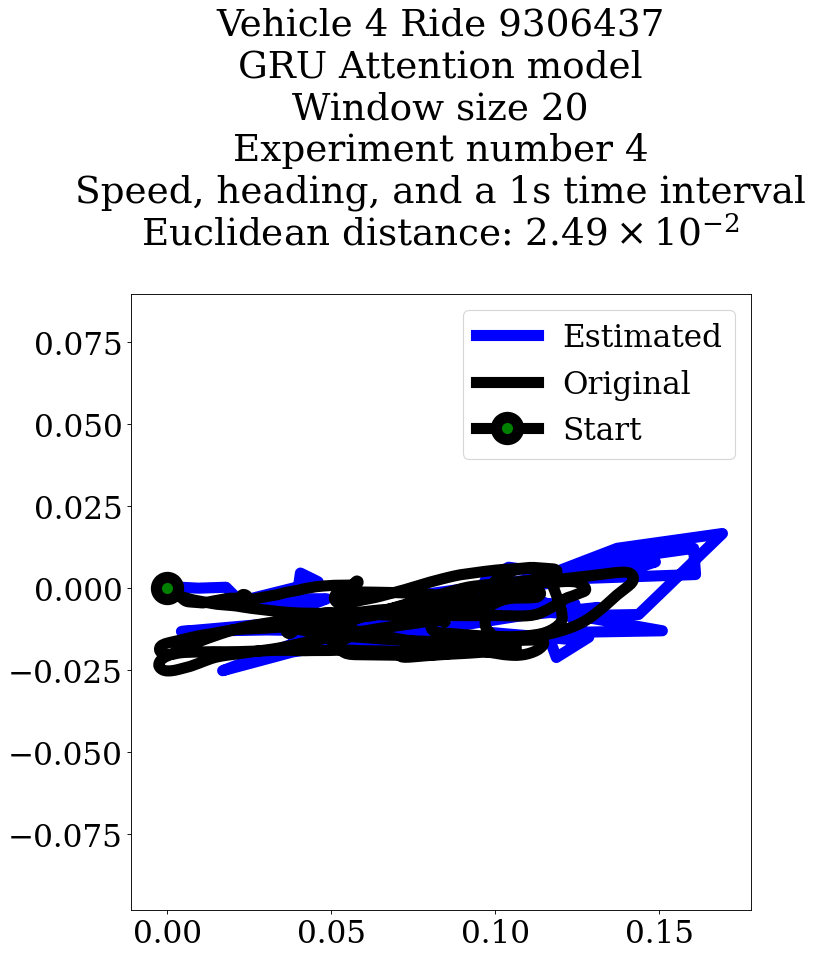 Vehicle 4 Ride 9306437
GRU Attention model
Window size 20
Experiment number 4
Speed, heading, and a 1s time interval
Euclidean distance: 2.49 × 10⁻²
Estimated
Original
Start
0.075
0.050
0.025
0.000
−0.025
−0.050
−0.075
0.00 0.05 0.10 0.15